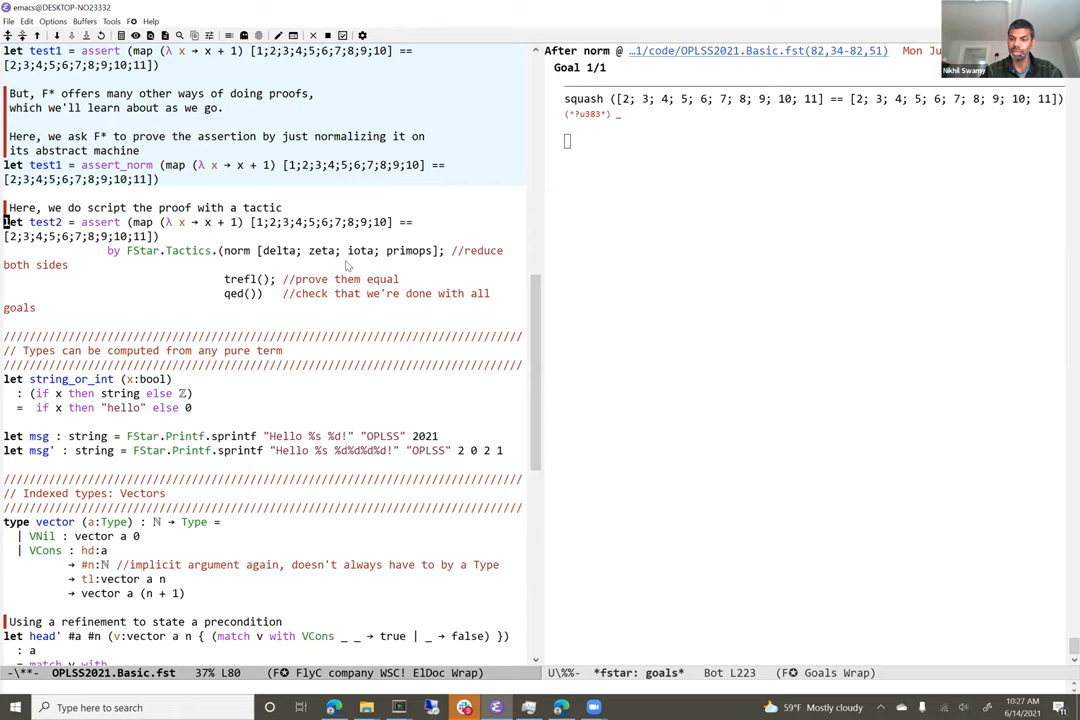 emacs@DESKTOP-NO23332
File Edit Options Buffers Tools F✪ Help
let test1 = assert (map (λ x → x + 1) [1;2;3;4;5;6;7;8;9;10] ==
[2;3;4;5;6;7;8;9;10;11])
But, F* offers many other ways of doing proofs,
which we'll learn about as we go.
Here, we ask F* to prove the assertion by just normalizing it on
its abstract machine
let test1 = assert_norm (map (λ x → x + 1) [1;2;3;4;5;6;7;8;9;10] ==
[2;3;4;5;6;7;8;9;10;11])
Here, we do script the proof with a tactic
let test2 = assert (map (λ x → x + 1) [1;2;3;4;5;6;7;8;9;10] ==
[2;3;4;5;6;7;8;9;10;11])
by FStar.Tactics.(norm [delta; zeta; iota; primops]; //reduce
both sides
trefl(); //prove them equal
qed()) //check that we're done with all
goals
////////////////////////////////////////////////////////////////////////////////
// Types can be computed from any pure term
////////////////////////////////////////////////////////////////////////////////
let string_or_int (x:bool)
: (if x then string else ℤ)
= if x then "hello" else 0
let msg : string = FStar.Printf.sprintf "Hello %s %d!" "OPLSS" 2021
let msg' : string = FStar.Printf.sprintf "Hello %s %d%d%d%d!" "OPLSS" 2 0 2 1
////////////////////////////////////////////////////////////////////////////////
// Indexed types: Vectors
////////////////////////////////////////////////////////////////////////////////
type vector (a:Type) : ℕ → Type =
| VNil : vector a 0
| VCons : hd:a
→ #n:ℕ //implicit argument again, doesn't always have to by a Type
→ tl:vector a n
→ vector a (n + 1)
Using a refinement to state a precondition
let head' #a #n (v:vector a n { (match v with VCons _ _ → true | _ → false) })
: a
= match v with
-\**- OPLSS2021.Basic.fst 37% L80 (F✪ FlyC company WSC! ElDoc Wrap)
After norm @ …1/code/OPLSS2021.Basic.fst(82,34-82,51) Mon Ju
Goal 1/1
squash ([2; 3; 4; 5; 6; 7; 8; 9; 10; 11] == [2; 3; 4; 5; 6; 7; 8; 9; 10; 11])
(*?u383*) _
U\%%- *fstar: goals* Bot L223 (F✪ Goals Wrap)
Nikhil Swamy
Type here to search
59°F Mostly cloudy
10:27 AM
6/14/2021